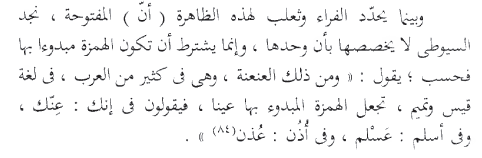 وبينما يحدّد الفراء وثعلب لهذه الظاهرة ( أنّ ) المفتوحة ، نجد
السيوطى لا يخصصها بأن وحدها ، وإنما يشترط أن تكون الهمزة مبدوءا بها
فحسب ؛ يقول : « ومن ذلك العنعنة ، وهى فى كثير من العرب ، فى لغة
قيس وتميم ، تجعل الهمزة المبدوء بها عينا ، فيقولون فى إنك : عِنّك ،
وفى أسلم : عَسْلم ، وفى أُذُن : عُذن(٨٤) » .